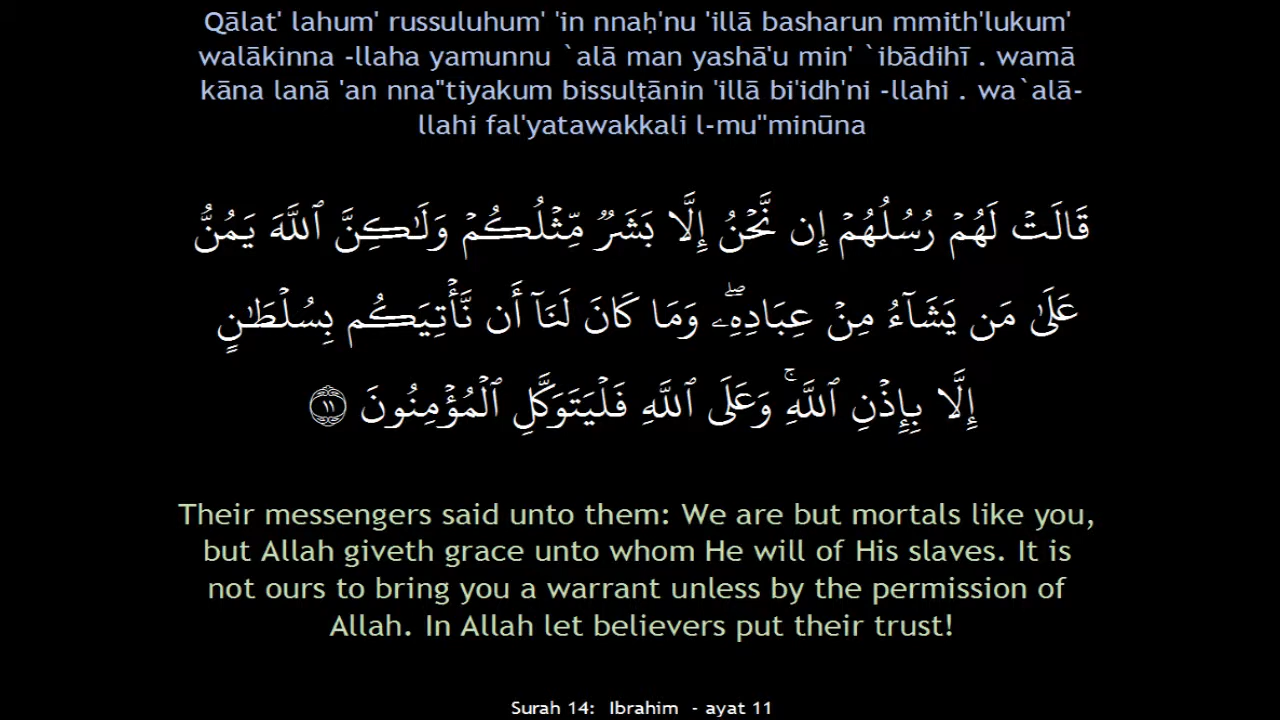 Qālat' lahum' russuluhum' 'in nnaḥ'nu 'illā basharun mmith'lukum'
walākinna -llaha yamunnu `alā man yashā'u min' `ibādihī . wamā
kāna lanā 'an nna"tiyakum bissulṭānin 'illā bi'idh'ni -llahi . wa`alā-
llahi fal'yatawakkali l-mu"minūna
قَالَتْ لَهُمْ رُسُلُهُمْ إِن نَّحْنُ إِلَّا بَشَرٌ مِّثْلُكُمْ وَلَٰكِنَّ ٱللَّهَ يَمُنُّ
عَلَىٰ مَن يَشَآءُ مِنْ عِبَادِهِۦۖ وَمَا كَانَ لَنَآ أَن نَّأْتِيَكُم بِسُلْطَٰنٍ
إِلَّا بِإِذْنِ ٱللَّهِۚ وَعَلَى ٱللَّهِ فَلْيَتَوَكَّلِ ٱلْمُؤْمِنُونَ ١١
Their messengers said unto them: We are but mortals like you,
but Allah giveth grace unto whom He will of His slaves. It is
not ours to bring you a warrant unless by the permission of
Allah. In Allah let believers put their trust!
Surah 14: Ibrahim - ayat 11